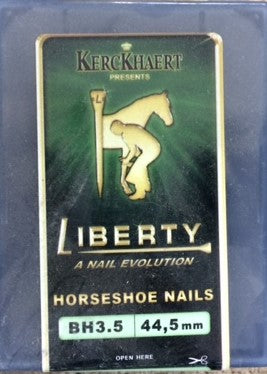 KERCKHAERT
PRESENTS
L
LIBERTY
A NAIL EVOLUTION
HORSESHOE NAILS
BH3.5 44,5mm
OPEN HERE